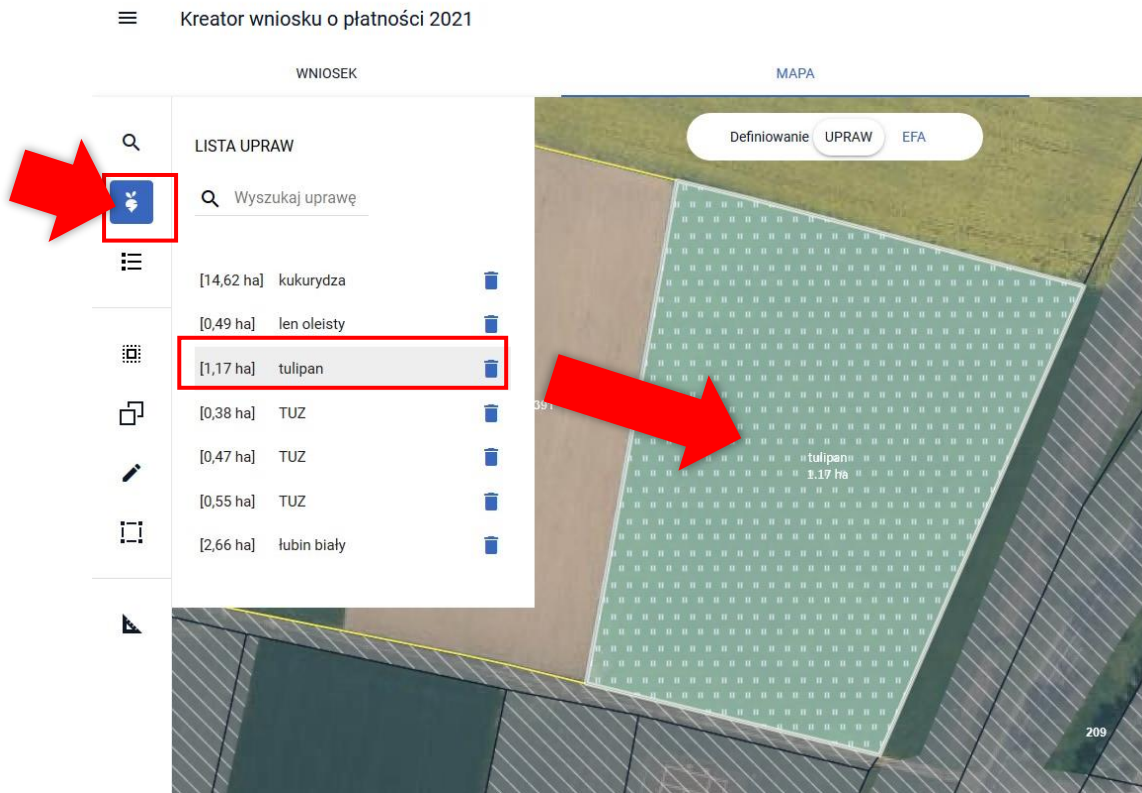 Kreator wniosku o płatności 2021
WNIOSEK
MAPA
LISTA UPRAW
Wyszukaj uprawę
[14,62 ha] kukurydza
[0,49 ha] len oleisty
[1,17 ha] tulipan
[0,38 ha] TUZ
[0,47 ha] TUZ
[0,55 ha] TUZ
[2,66 ha] łubin biały
Definiowanie UPRAW EFA
391
tulipan
1.17 ha
209